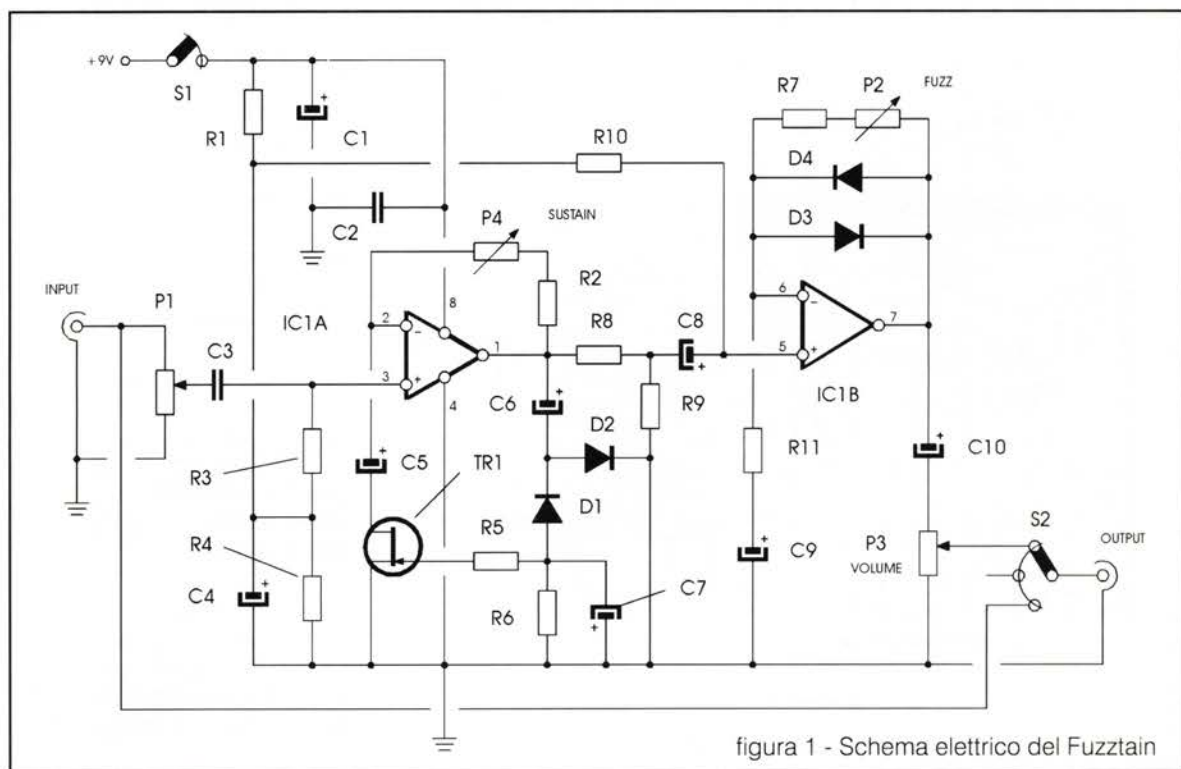 +9V
S1
R1
C1
R10
R7
P2
FUZZ
D4
D3
C2
P4
SUSTAIN
INPUT
P1
C3
IC1A
8
2
−
3
+
1
4
R2
R8
C8
+
6
−
5
+
7
IC1B
C6
+
D2
R9
R11
C10
+
R3
C5
+
TR1
D1
R5
R4
C4
+
R6
C7
+
C9
+
P3
VOLUME
S2
OUTPUT
figura 1 - Schema elettrico del Fuzztain